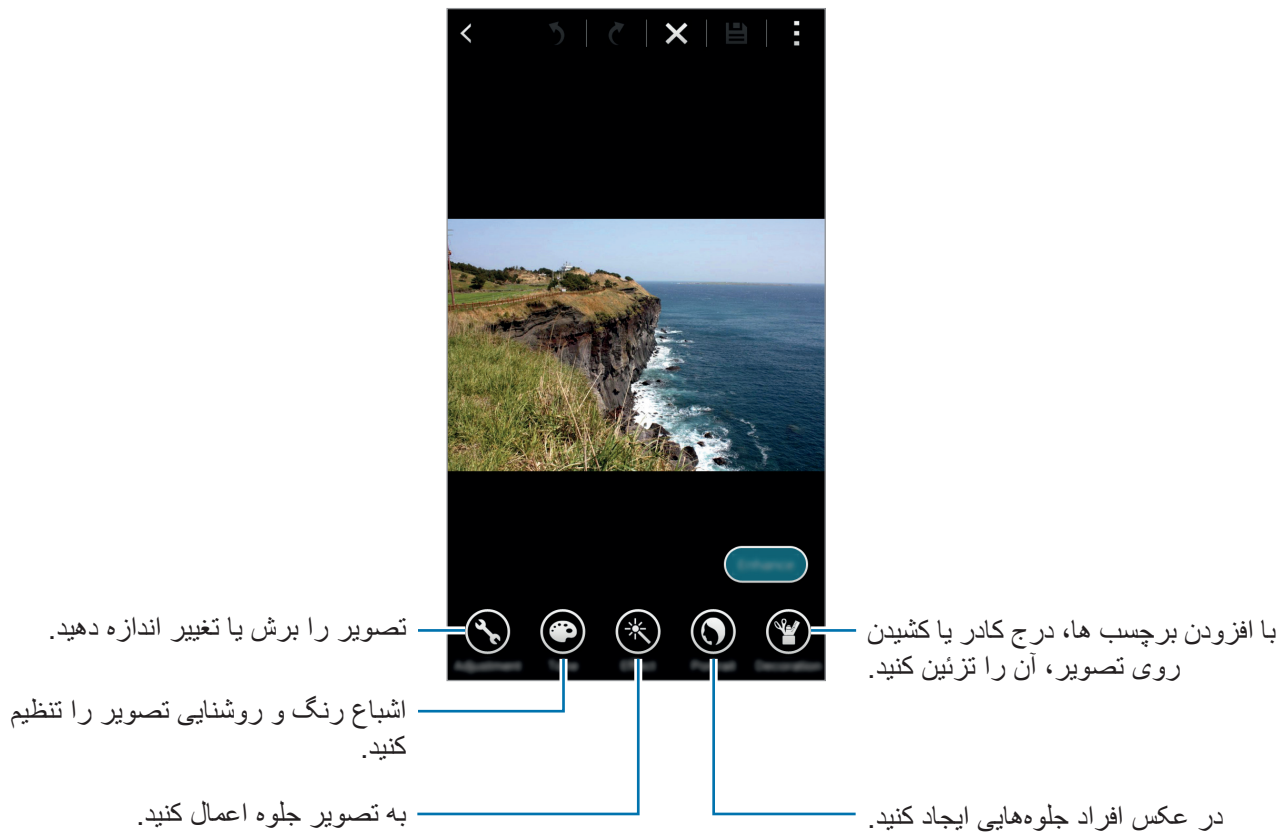 Enhance
Adjustment
Decoration
با افزودن برچسب ها، درج کادر یا کشیدن
روی تصویر، آن را تزئین کنید.
تصویر را برش یا تغییر اندازه دهید.
اشباع رنگ و روشنایی تصویر را تنظیم
کنید.
در عکس افراد جلوه‌هایی ایجاد کنید.
به تصویر جلوه اعمال کنید.